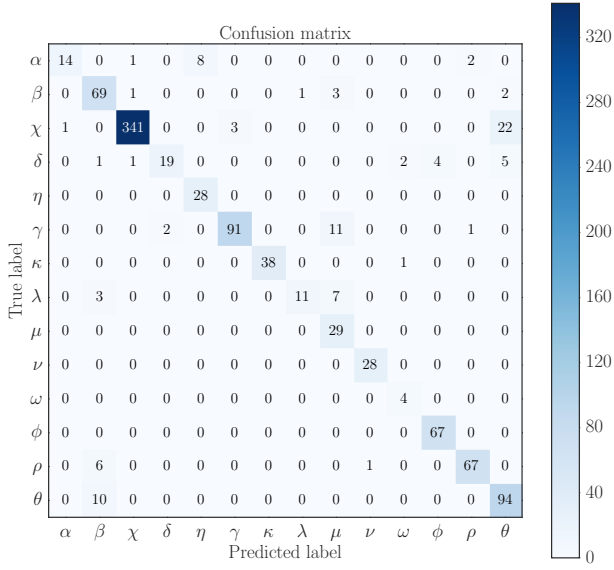 Confusion matrix
α 14 0 1 0 8 0 0 0 0 0 0 0 2 0
β 0 69 1 0 0 0 0 1 3 0 0 0 0 2
χ 1 0 341 0 0 3 0 0 0 0 0 0 0 22
δ 0 1 1 19 0 0 0 0 0 0 2 4 0 5
η 0 0 0 0 28 0 0 0 0 0 0 0 0 0
γ 0 0 0 2 0 91 0 0 11 0 0 0 1 0
κ 0 0 0 0 0 0 38 0 0 0 1 0 0 0
λ 0 3 0 0 0 0 0 11 7 0 0 0 0 0
μ 0 0 0 0 0 0 0 0 29 0 0 0 0 0
ν 0 0 0 0 0 0 0 0 0 28 0 0 0 0
ω 0 0 0 0 0 0 0 0 0 0 4 0 0 0
ϕ 0 0 0 0 0 0 0 0 0 0 0 67 0 0
ρ 0 6 0 0 0 0 0 0 0 1 0 0 67 0
θ 0 10 0 0 0 0 0 0 0 0 0 0 0 94
α β χ δ η γ κ λ μ ν ω ϕ ρ θ
Predicted label
True label
320
280
240
200
160
120
80
40
0